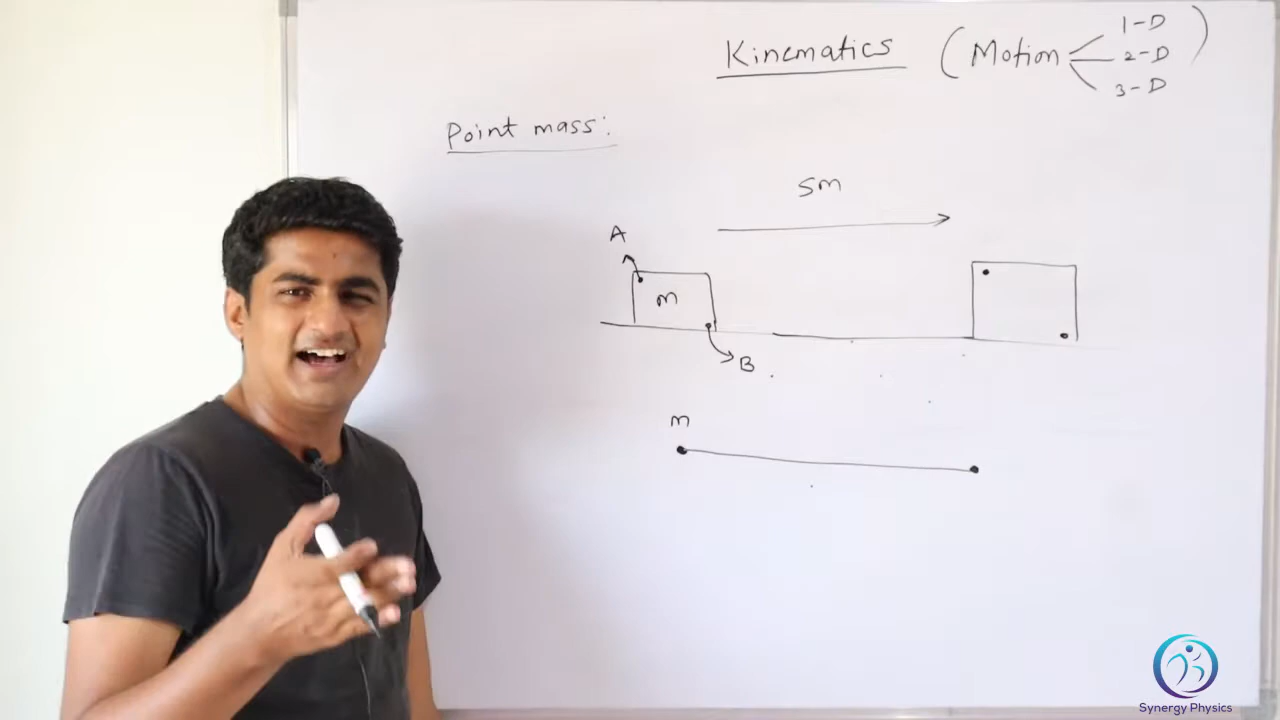 Kinematics (Motion 1-D 2-D 3-D)
Point mass:
5m
A
m
B
m
Synergy Physics